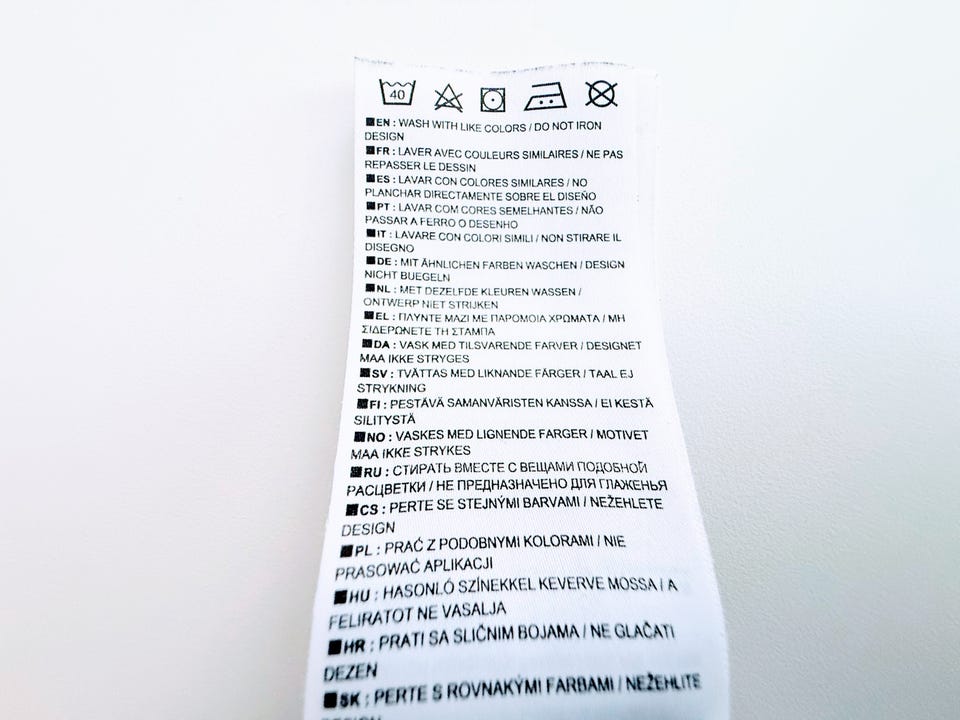 40
EN : WASH WITH LIKE COLORS / DO NOT IRON
DESIGN
FR : LAVER AVEC COULEURS SIMILAIRES / NE PAS
REPASSER LE DESSIN
ES : LAVAR CON COLORES SIMILARES / NO
PLANCHAR DIRECTAMENTE SOBRE EL DISEÑO
PT : LAVAR COM CORES SEMELHANTES / NÃO
PASSAR A FERRO O DESENHO
IT : LAVARE CON COLORI SIMILI / NON STIRARE IL
DISEGNO
DE : MIT ÄHNLICHEN FARBEN WASCHEN / DESIGN
NICHT BUEGELN
NL : MET DEZELFDE KLEUREN WASSEN /
ONTWERP NIET STRIJKEN
EL : ΠΛΥΝΤΕ ΜΑΖΙ ΜΕ ΠΑΡΟΜΟΙΑ ΧΡΩΜΑΤΑ / ΜΗ
ΣΙΔΕΡΩΝΕΤΕ ΤΗ ΣΤΑΜΠΑ
DA : VASK MED TILSVARENDE FARVER / DESIGNET
MAA IKKE STRYGES
SV : TVÄTTAS MED LIKNANDE FÄRGER / TAAL EJ
STRYKNING
FI : PESTÄVÄ SAMANVÄRISTEN KANSSA / EI KESTÄ
SILITYSTÄ
NO : VASKES MED LIGNENDE FARGER / MOTIVET
MAA IKKE STRYKES
RU : СТИРАТЬ ВМЕСТЕ С ВЕЩАМИ ПОДОБНОЙ
РАСЦВЕТКИ / НЕ ПРЕДНАЗНАЧЕНО ДЛЯ ГЛАЖЕНЬЯ
CS : PERTE SE STEJNÝMI BARVAMI / NEŽEHLETE
DESIGN
PL : PRAĆ Z PODOBNYMI KOLORAMI / NIE
PRASOWAĆ APLIKACJI
HU : HASONLÓ SZÍNEKKEL KEVERVE MOSSA / A
FELIRATOT NE VASALJA
HR : PRATI SA SLIČNIM BOJAMA / NE GLAČATI
DEZEN
SK : PERTE S ROVNAKÝMI FARBAMI / NEŽEHLITE
DESIGN